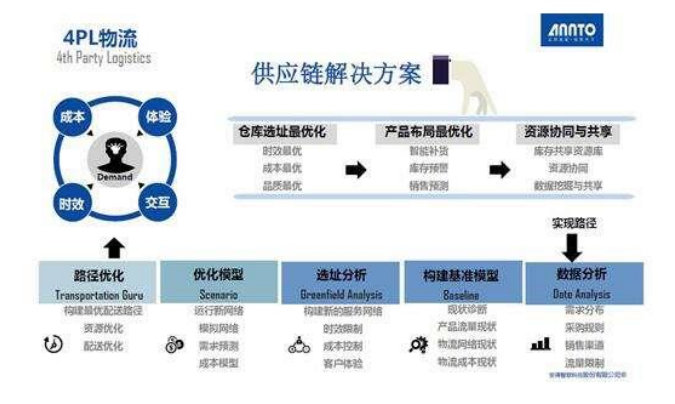 4PL物流
4th Party Logistics
ANNTO
供应链解决方案
成本
体验
Demand
时效
交互
仓库选址最优化
时效最优
成本最优
品质最优
产品布局最优化
智能补货
库存预警
销售预测
资源协同与共享
库存共享资源库
资源协同
数据挖掘与共享
实现路径
路径优化
Transportation Guru
构建最优配送路径
资源优化
配送优化
优化模型
Scenario
运行新网络
模拟网络
需求预测
成本模型
选址分析
Greenfield Analysis
构建新的服务网络
时效限制
成本控制
客户体验
构建基准模型
Baseline
现状诊断
产品流量现状
物流网络现状
物流成本现状
数据分析
Data Analysis
需求分布
采购规则
销售渠道
流量限制